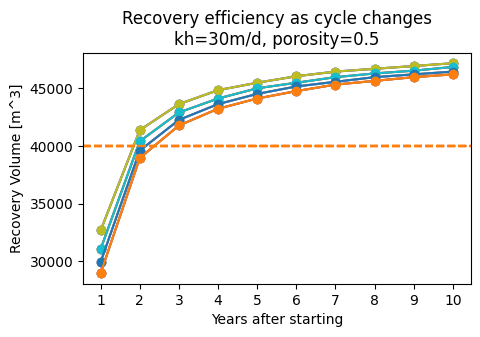 Recovery efficiency as cycle changes
kh=30m/d, porosity=0.5
Recovery Volume [m^3]
45000
40000
35000
30000
1 2 3 4 5 6 7 8 9 10
Years after starting